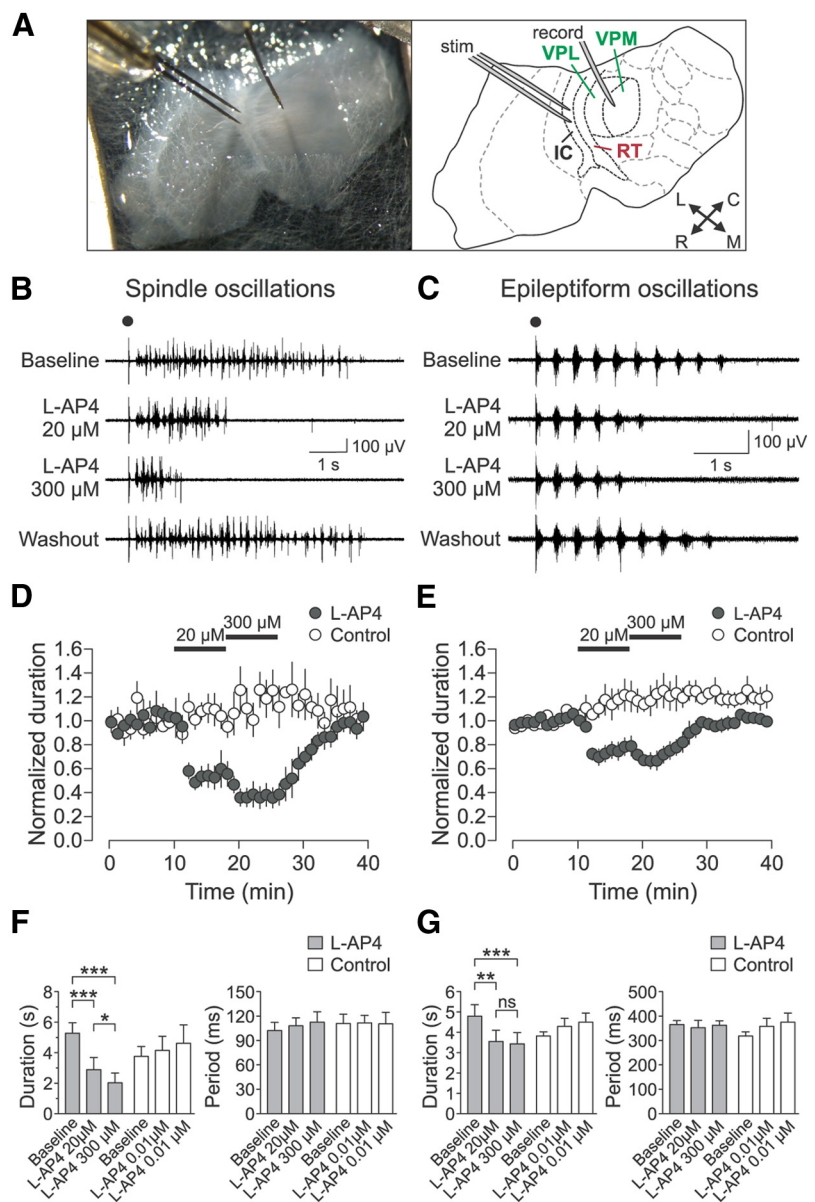 A
stim
record
VPL
VPM
IC
RT
L
C
R
M
B
Spindle oscillations
Baseline
L-AP4
20 µM
L-AP4
300 µM
Washout
100 µV
1 s
C
Epileptiform oscillations
Baseline
L-AP4
20 µM
L-AP4
300 µM
Washout
100 µV
1 s
D
300 µM
20 µM
L-AP4
Control
Normalized duration
1.6
1.4
1.2
1.0
0.8
0.6
0.4
0.2
0.0
0
10
20
30
40
Time (min)
E
300 µM
20 µM
L-AP4
Control
Normalized duration
1.6
1.4
1.2
1.0
0.8
0.6
0.4
0.2
0.0
0
10
20
30
40
Time (min)
F
L-AP4
Control
***
***
*
Duration (s)
8
6
4
2
0
Baseline
L-AP4 20µM
L-AP4 300 µM
Baseline
L-AP4 0.01µM
L-AP4 0.01 µM
Period (ms)
150
120
90
60
30
0
Baseline
L-AP4 20µM
L-AP4 300 µM
Baseline
L-AP4 0.01µM
L-AP4 0.01 µM
G
L-AP4
Control
***
**
ns
Duration (s)
6
5
4
3
2
1
0
Baseline
L-AP4 20µM
L-AP4 300 µM
Baseline
L-AP4 0.01µM
L-AP4 0.01 µM
Period (ms)
500
400
300
200
100
0
Baseline
L-AP4 20µM
L-AP4 300 µM
Baseline
L-AP4 0.01µM
L-AP4 0.01 µM